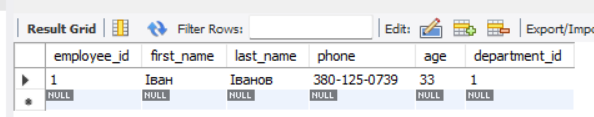 Result Grid Filter Rows: Edit: Export/Impo
employee_id first_name last_name phone age department_id
1 Іван Іванов 380-125-0739 33 1
NULL NULL NULL NULL NULL NULL